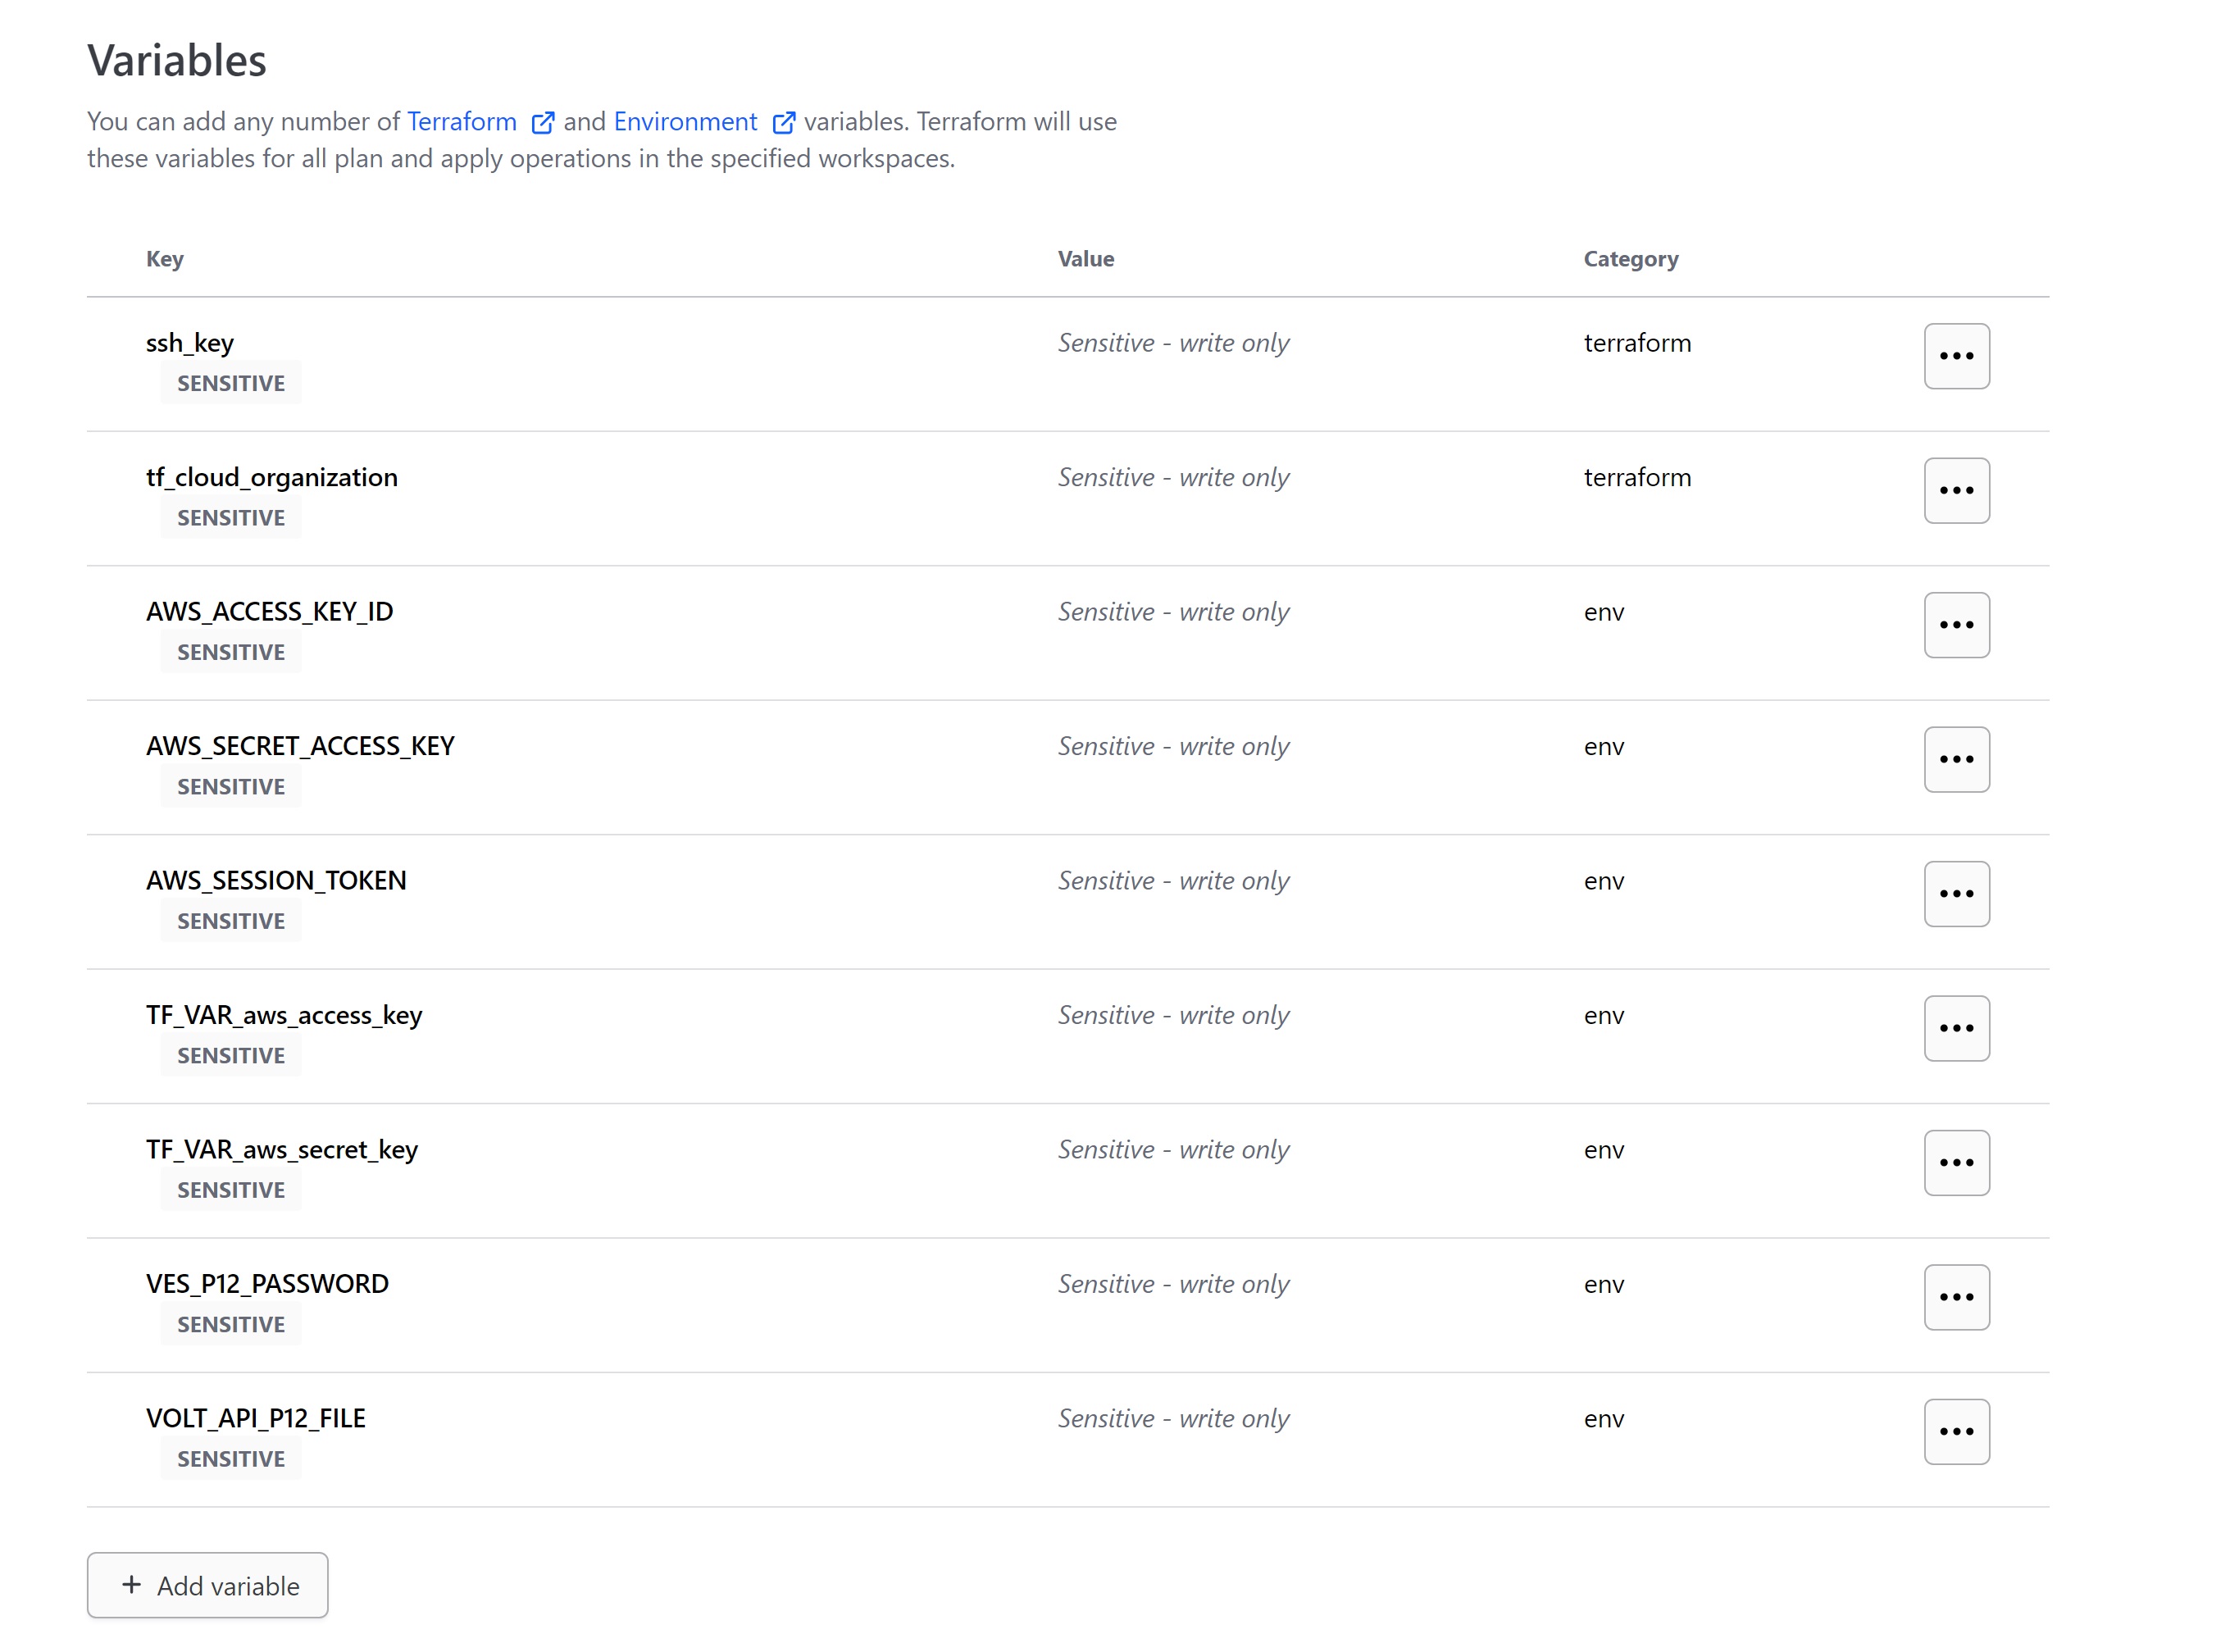 Variables
You can add any number of Terraform and Environment variables. Terraform will use
these variables for all plan and apply operations in the specified workspaces.
Key Value Category
ssh_key Sensitive - write only terraform
SENSITIVE
tf_cloud_organization Sensitive - write only terraform
SENSITIVE
AWS_ACCESS_KEY_ID Sensitive - write only env
SENSITIVE
AWS_SECRET_ACCESS_KEY Sensitive - write only env
SENSITIVE
AWS_SESSION_TOKEN Sensitive - write only env
SENSITIVE
TF_VAR_aws_access_key Sensitive - write only env
SENSITIVE
TF_VAR_aws_secret_key Sensitive - write only env
SENSITIVE
VES_P12_PASSWORD Sensitive - write only env
SENSITIVE
VOLT_API_P12_FILE Sensitive - write only env
SENSITIVE
+ Add variable